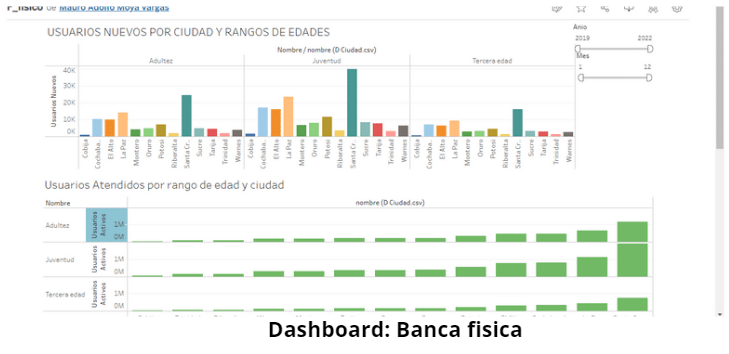 F_fisico de Mauro Adolfo Moya Vargas
USUARIOS NUEVOS POR CIUDAD Y RANGOS DE EDADES
Anio
2019 2022
Mes
1 12
Nombre / nombre (D Ciudad.csv)
Adultez Juventud Tercera edad
Usuarios Nuevos
40K
30K
20K
10K
0K
Cobija Cochaba.. El Alto La Paz Montero Oruro Potosi Riberalta Santa Cr.. Sucre Tarija Trinidad Warnes Cobija Cochaba.. El Alto La Paz Montero Oruro Potosi Riberalta Santa Cr.. Sucre Tarija Trinidad Warnes Cobija Cochaba.. El Alto La Paz Montero Oruro Potosi Riberalta Santa Cr.. Sucre Tarija Trinidad Warnes
Usuarios Atendidos por rango de edad y ciudad
Nombre nombre (D Ciudad.csv)
Adultez Usuarios Activos 1M
0M
Juventud Usuarios Activos 1M
0M
Tercera edad Usuarios Activos 1M
0M
Dashboard: Banca fisica